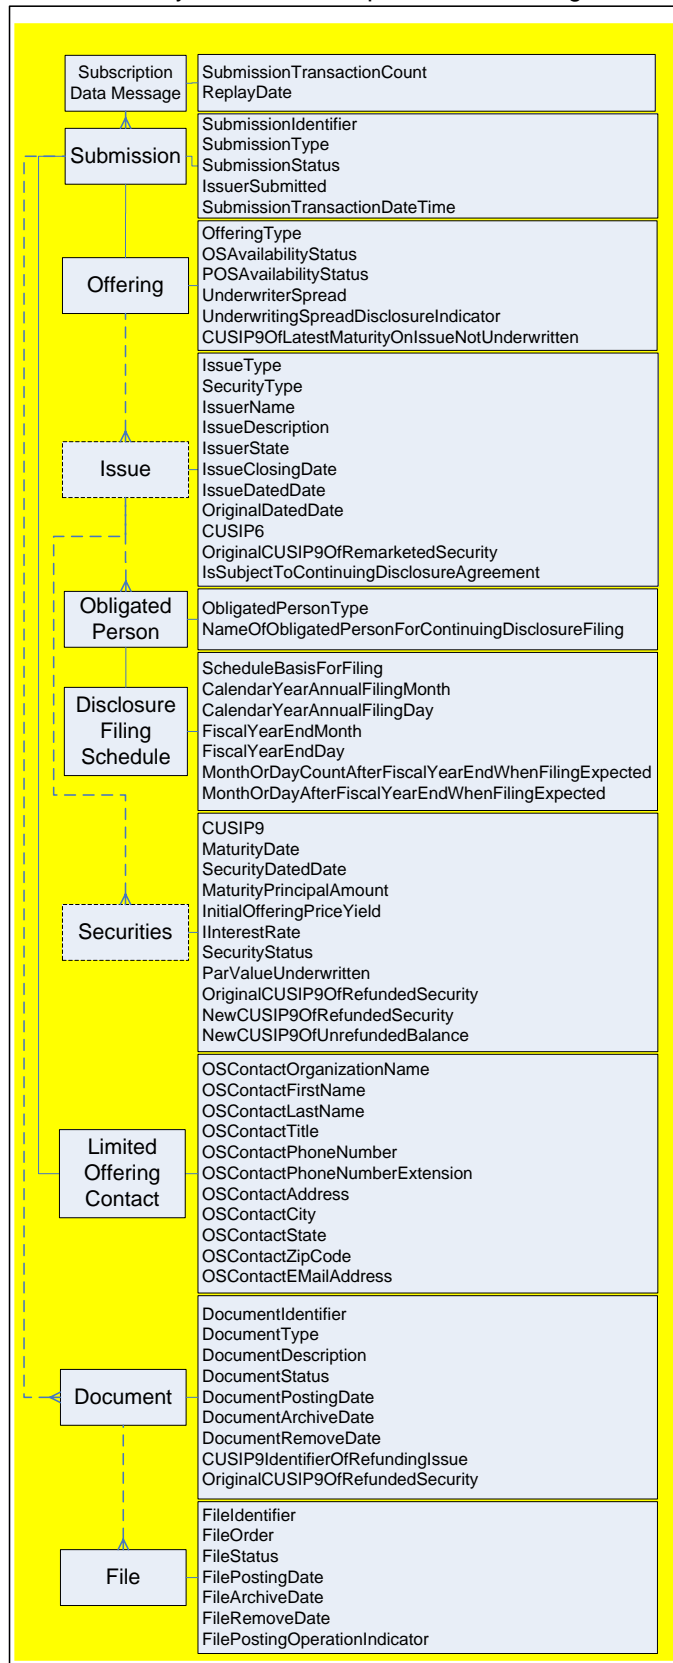 Subscription
Data Message
SubmissionTransactionCount
ReplayDate
Submission
SubmissionIdentifier
SubmissionType
SubmissionStatus
IssuerSubmitted
SubmissionTransactionDateTime
Offering
OfferingType
OSAvailabilityStatus
POSAvailabilityStatus
UnderwriterSpread
UnderwritingSpreadDisclosureIndicator
CUSIP9OfLatestMaturityOnIssueNotUnderwritten
Issue
IssueType
SecurityType
IssuerName
IssueDescription
IssuerState
IssueClosingDate
IssueDatedDate
OriginalDatedDate
CUSIP6
OriginalCUSIP9OfRemarketedSecurity
IsSubjectToContinuingDisclosureAgreement
Obligated
Person
ObligatedPersonType
NameOfObligatedPersonForContinuingDisclosureFiling
Disclosure
Filing
Schedule
ScheduleBasisForFiling
CalendarYearAnnualFilingMonth
CalendarYearAnnualFilingDay
FiscalYearEndMonth
FiscalYearEndDay
MonthOrDayCountAfterFiscalYearEndWhenFilingExpected
MonthOrDayAfterFiscalYearEndWhenFilingExpected
Securities
CUSIP9
MaturityDate
SecurityDatedDate
MaturityPrincipalAmount
InitialOfferingPriceYield
IInterestRate
SecurityStatus
ParValueUnderwritten
OriginalCUSIP9OfRefundedSecurity
NewCUSIP9OfRefundedSecurity
NewCUSIP9OfUnrefundedBalance
Limited
Offering
Contact
OSContactOrganizationName
OSContactFirstName
OSContactLastName
OSContactTitle
OSContactPhoneNumber
OSContactPhoneNumberExtension
OSContactAddress
OSContactCity
OSContactState
OSContactZipCode
OSContactEMailAddress
Document
DocumentIdentifier
DocumentType
DocumentDescription
DocumentStatus
DocumentPostingDate
DocumentArchiveDate
DocumentRemoveDate
CUSIP9IdentifierOfRefundingIssue
OriginalCUSIP9OfRefundedSecurity
File
FileIdentifier
FileOrder
FileStatus
FilePostingDate
FileArchiveDate
FileRemoveDate
FilePostingOperationIndicator